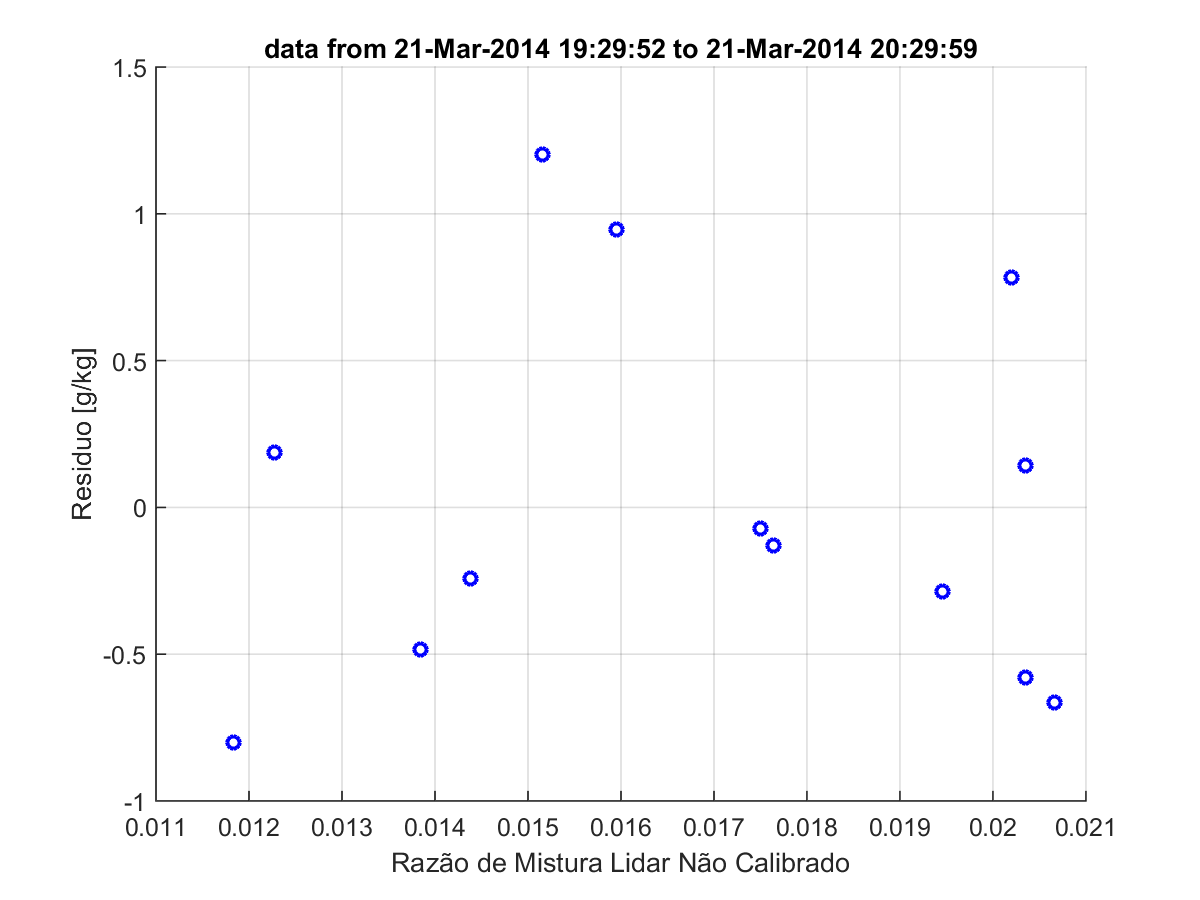 data from 21-Mar-2014 19:29:52 to 21-Mar-2014 20:29:59
1.5
1
0.5
0
-0.5
-1
Residuo [g/kg]
0.011 0.012 0.013 0.014 0.015 0.016 0.017 0.018 0.019 0.02 0.021
Razão de Mistura Lidar Não Calibrado